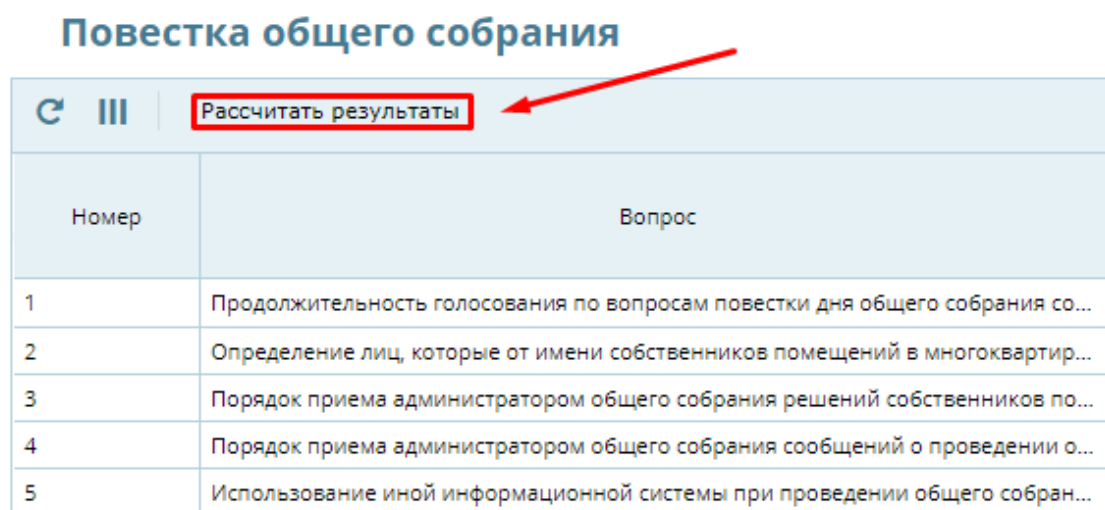 Повестка общего собрания
Рассчитать результаты
Номер Вопрос
1 Продолжительность голосования по вопросам повестки дня общего собрания со...
2 Определение лиц, которые от имени собственников помещений в многоквартир...
3 Порядок приема администратором общего собрания решений собственников по...
4 Порядок приема администратором общего собрания сообщений о проведении о...
5 Использование иной информационной системы при проведении общего собран...